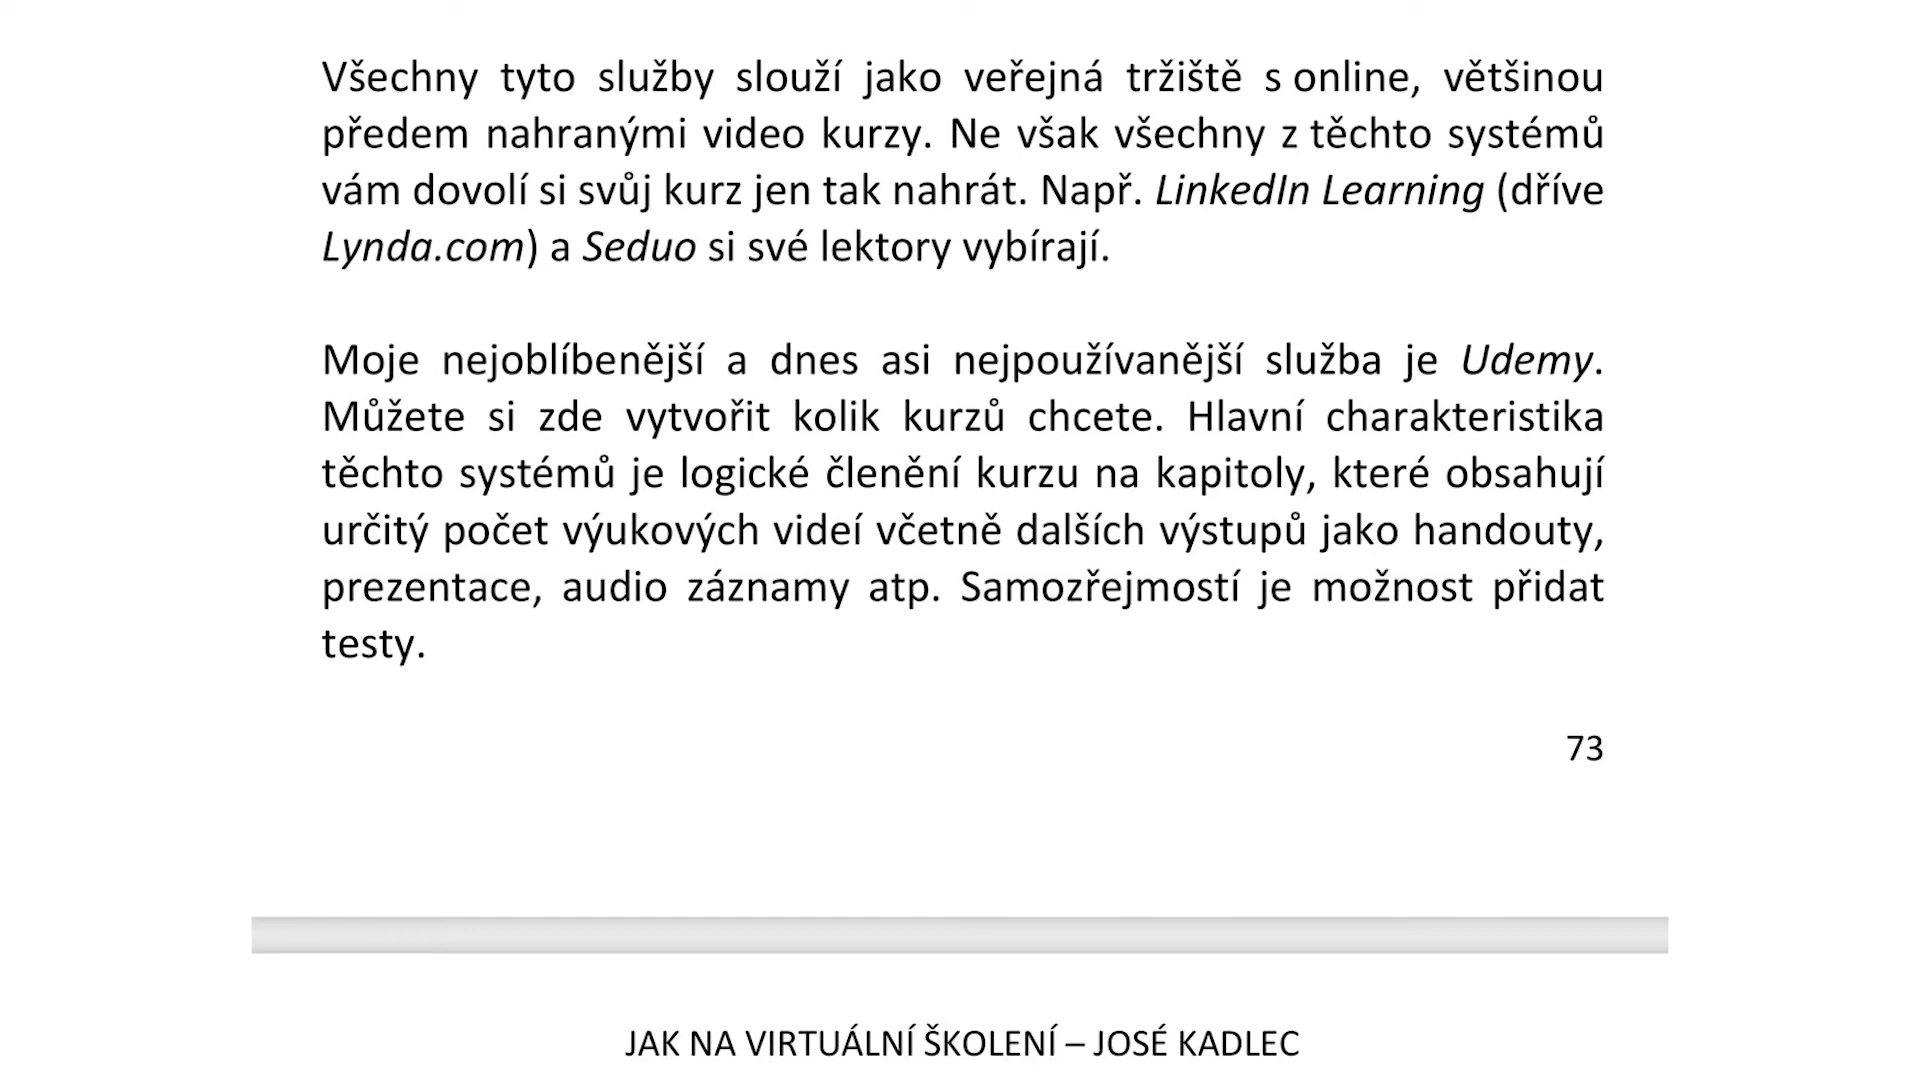 Všechny tyto služby slouží jako veřejná tržiště s online, většinou
předem nahranými video kurzy. Ne však všechny z těchto systémů
vám dovolí si svůj kurz jen tak nahrát. Např. LinkedIn Learning (dříve
Lynda.com) a Seduo si své lektory vybírají.
Moje nejoblíbenější a dnes asi nejpoužívanější služba je Udemy.
Můžete si zde vytvořit kolik kurzů chcete. Hlavní charakteristika
těchto systémů je logické členění kurzu na kapitoly, které obsahují
určitý počet výukových videí včetně dalších výstupů jako handouty,
prezentace, audio záznamy atp. Samozřejmostí je možnost přidat
testy.
73
JAK NA VIRTUÁLNÍ ŠKOLENÍ – JOSÉ KADLEC